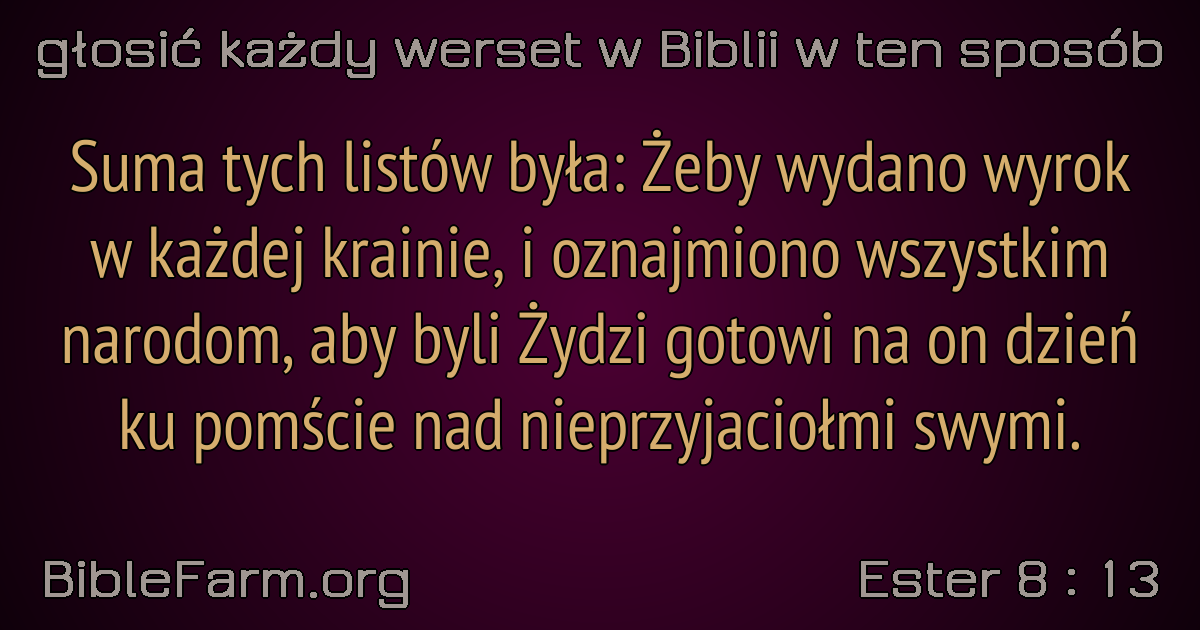 głosić każdy werset w Biblii w ten sposób
Suma tych listów była: Żeby wydano wyrok
w każdej krainie, i oznajmiono wszystkim
narodom, aby byli Żydzi gotowi na on dzień
ku pomście nad nieprzyjaciołmi swymi.
BibleFarm.org
Ester 8 : 13